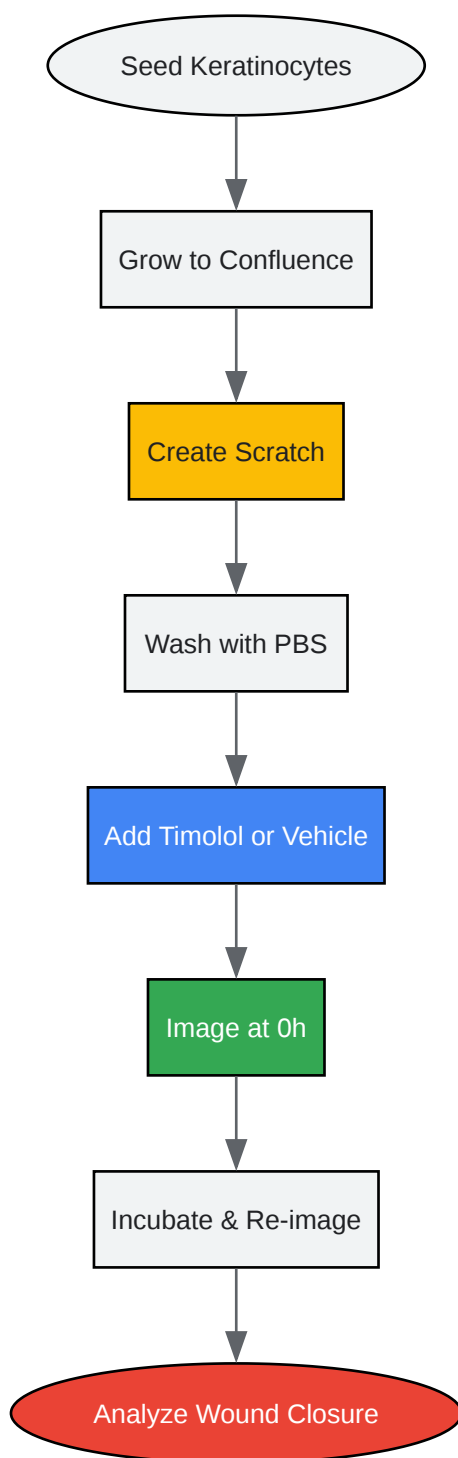 Seed Keratinocytes
Grow to Confluence
Create Scratch
Wash with PBS
Add Timolol or Vehicle
Image at 0h
Incubate & Re-image
Analyze Wound Closure